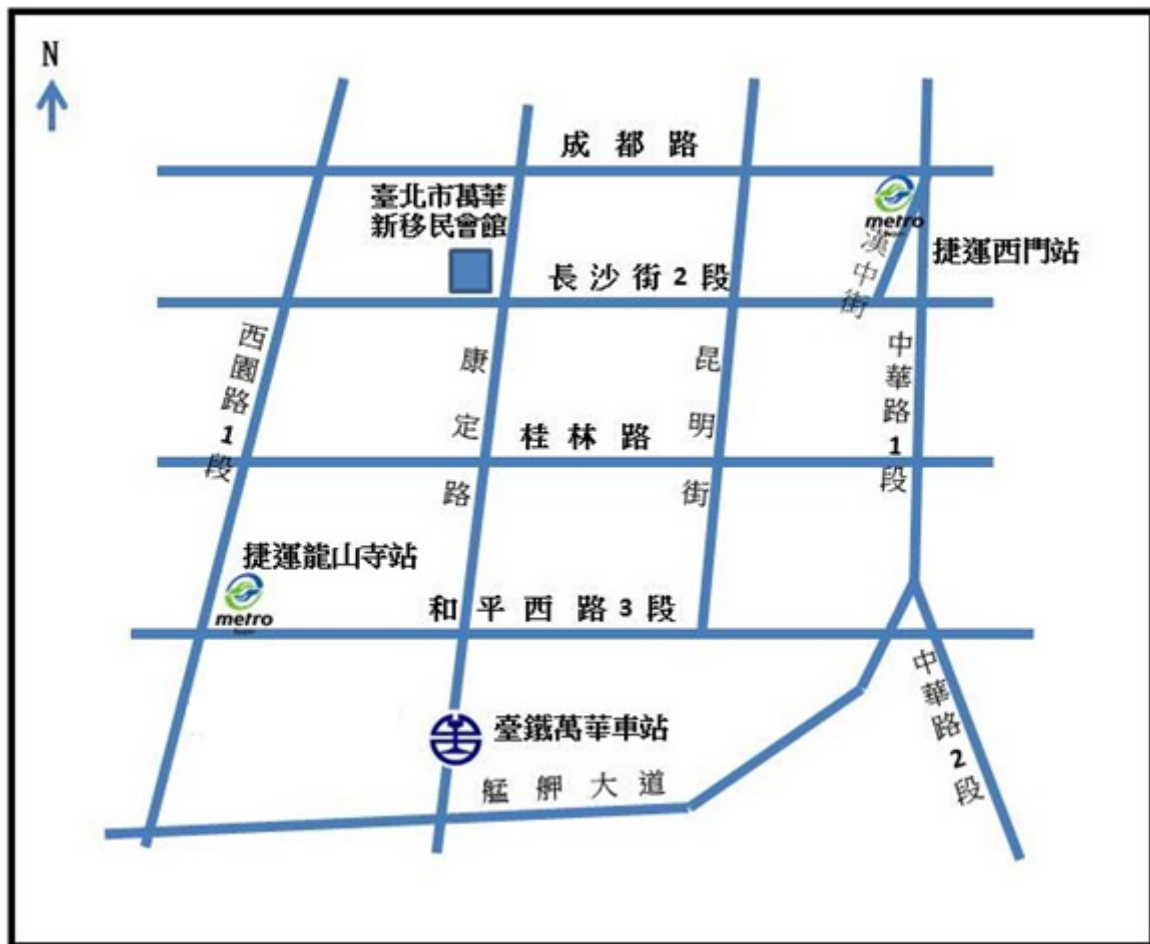 N
成都路
臺北市萬華
新移民會館
metro
漢中街
捷運西門站
長沙街2段
西園路1段
康定路
昆明街
中華路1段
桂林路
捷運龍山寺站
metro
和平西路3段
臺鐵萬華車站
中華路2段
艋舺大道